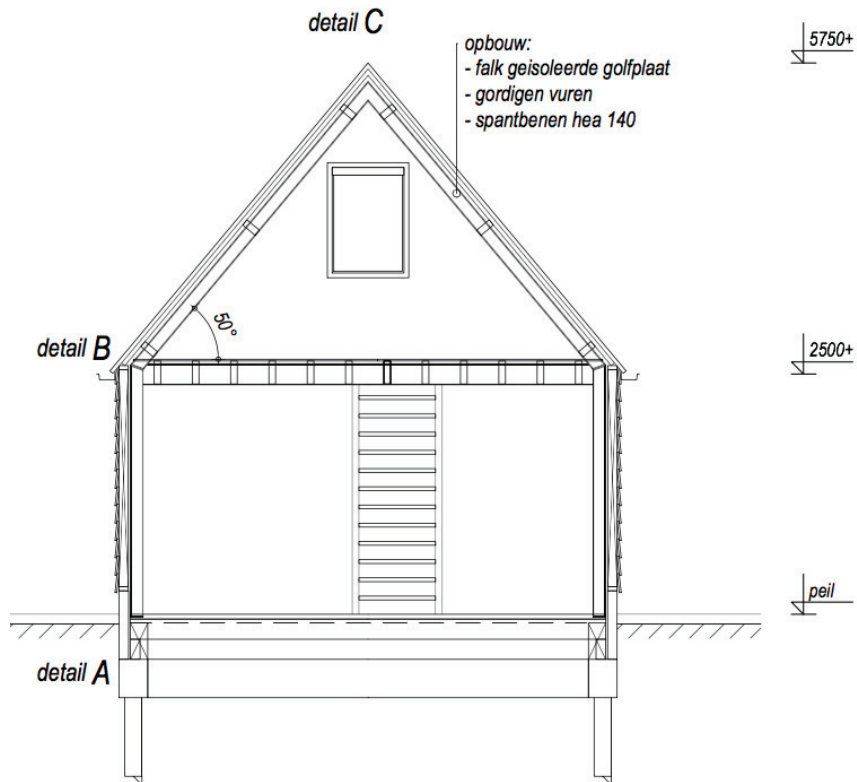 detail C
opbouw:
- falk geisoleerde golfplaat
- gordigen vuren
- spantbenen hea 140
5750+
50°
detail B
2500+
peil
detail A